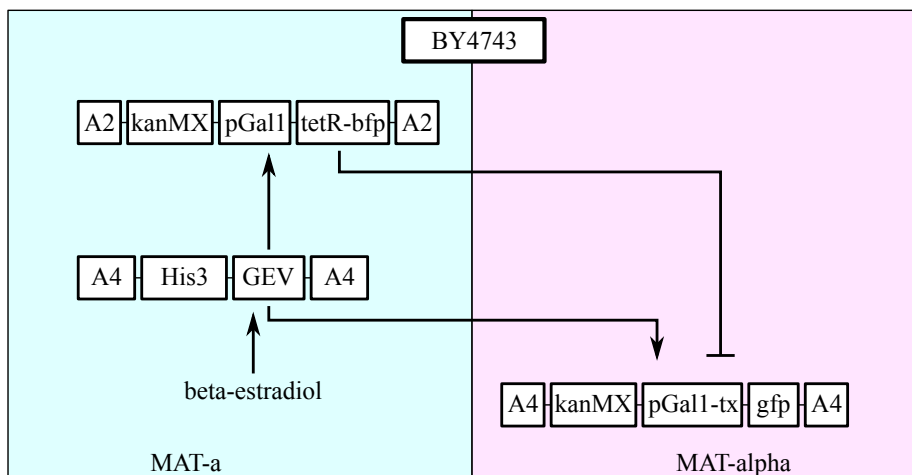 BY4743
A2 kanMX pGal1 tetR-bfp A2
A4 His3 GEV A4
beta-estradiol
A4 kanMX pGal1-tx gfp A4
MAT-a MAT-alpha